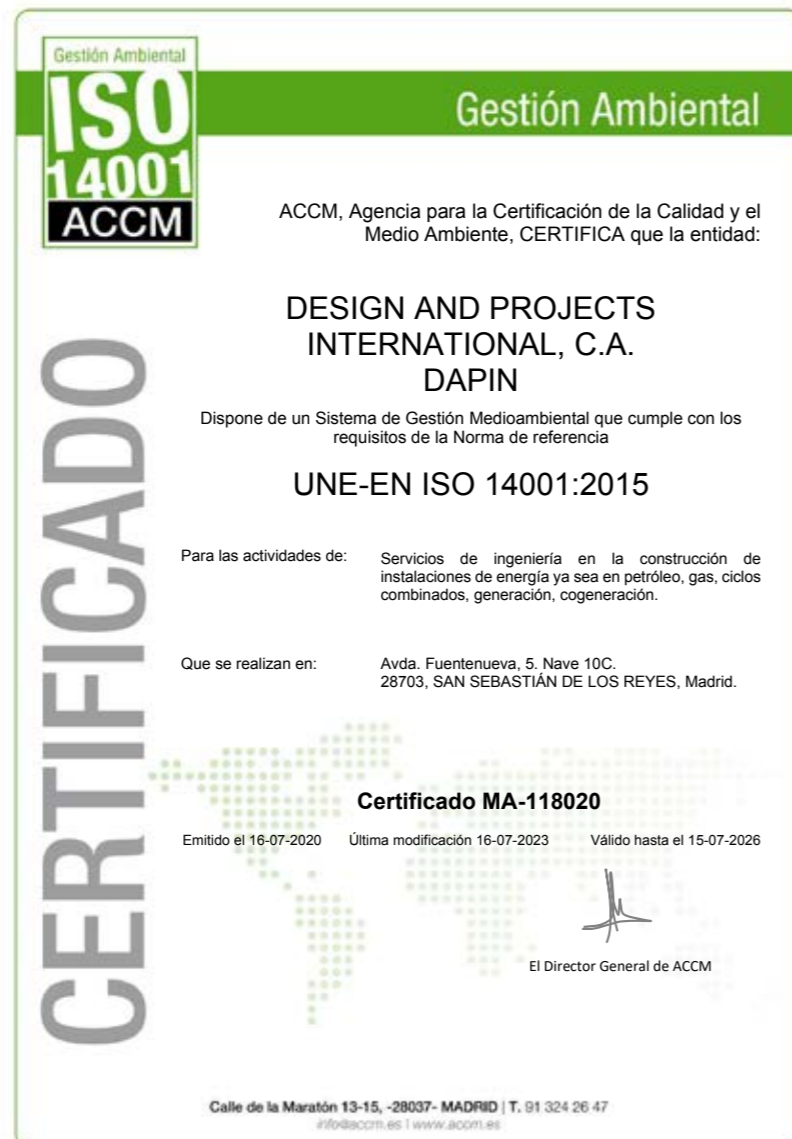 Gestión Ambiental
ISO
14001
ACCM
Gestión Ambiental
ACCM, Agencia para la Certificación de la Calidad y el
Medio Ambiente, CERTIFICA que la entidad:
DESIGN AND PROJECTS
INTERNATIONAL, C.A.
DAPIN
Dispone de un Sistema de Gestión Medioambiental que cumple con los
requisitos de la Norma de referencia
UNE-EN ISO 14001:2015
CERTIFICADO
Para las actividades de:
Servicios de ingeniería en la construcción de
instalaciones de energía ya sea en petróleo, gas, ciclos
combinados, generación, cogeneración.
Que se realizan en:
Avda. Fuentenueva, 5. Nave 10C.
28703, SAN SEBASTIÁN DE LOS REYES, Madrid.
Certificado MA-118020
Emitido el 16-07-2020 Última modificación 16-07-2023 Válido hasta el 15-07-2026
El Director General de ACCM
Calle de la Maratón 13-15, -28037- MADRID | T. 91 324 26 47
info@accm.es | www.accm.es